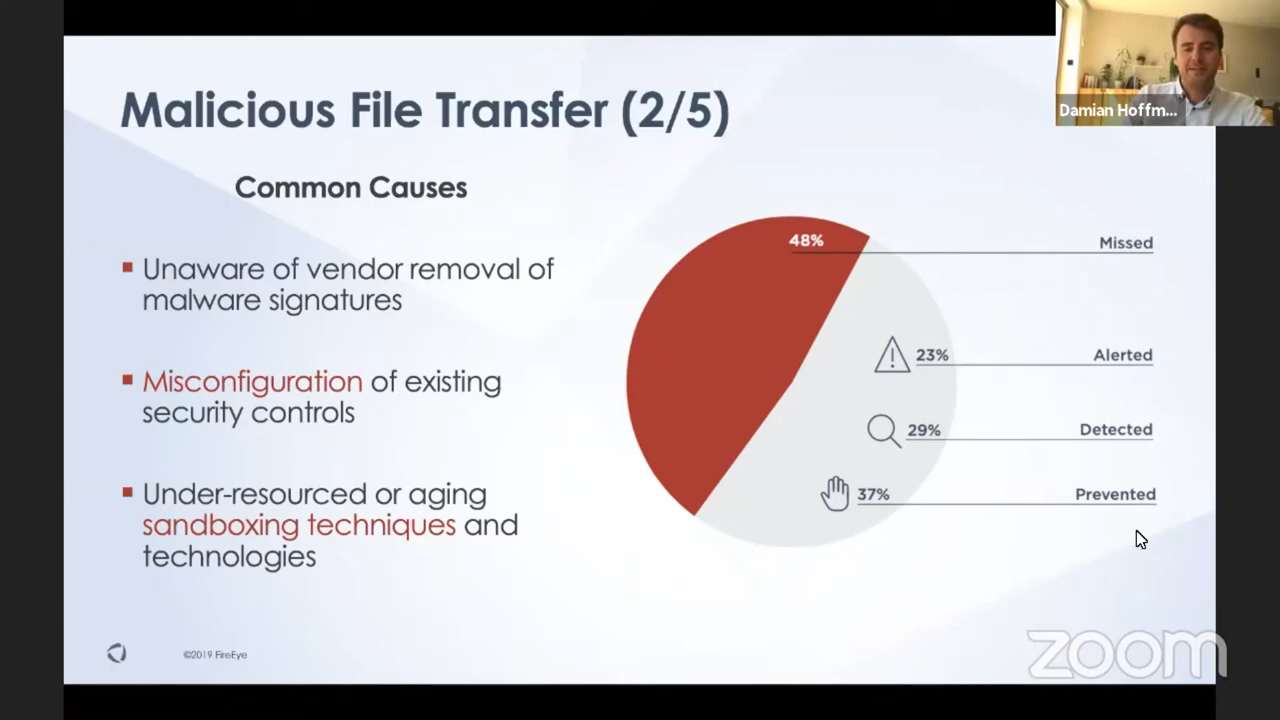 Malicious File Transfer (2/5)
Damian Hoffm...
Common Causes
Unaware of vendor removal of
malware signatures
Misconfiguration of existing
security controls
Under-resourced or aging
sandboxing techniques and
technologies
48% Missed
23% Alerted
29% Detected
37% Prevented
©2019 FireEye
zoom